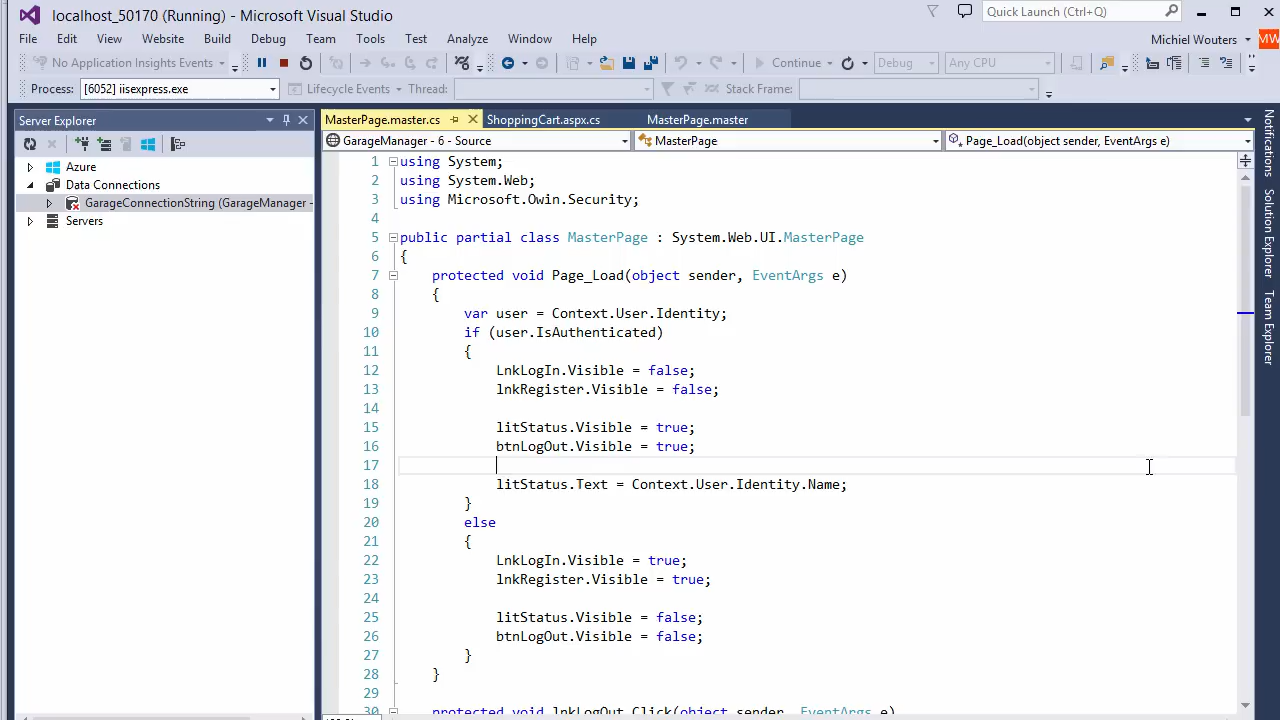 localhost_50170 (Running) - Microsoft Visual Studio
Quick Launch (Ctrl+Q)
File Edit View Website Build Debug Team Tools Test Analyze Window Help
Michiel Wouters MW
No Application Insights Events
Continue
Debug
Any CPU
Process: [6052] iisexpress.exe
Lifecycle Events
Thread:
Stack Frame:
Server Explorer
Azure
Data Connections
GarageConnectionString (GarageManager -
Servers
MasterPage.master.cs ShoppingCart.aspx.cs MasterPage.master
GarageManager - 6 - Source
MasterPage
Page_Load(object sender, EventArgs e)
1 using System;
2 using System.Web;
3 using Microsoft.Owin.Security;
4
5 public partial class MasterPage : System.Web.UI.MasterPage
6 {
7 protected void Page_Load(object sender, EventArgs e)
8 {
9 var user = Context.User.Identity;
10 if (user.IsAuthenticated)
11 {
12 LnkLogIn.Visible = false;
13 lnkRegister.Visible = false;
14
15 litStatus.Visible = true;
16 btnLogOut.Visible = true;
17
18 litStatus.Text = Context.User.Identity.Name;
19 }
20 else
21 {
22 LnkLogIn.Visible = true;
23 lnkRegister.Visible = true;
24
25 litStatus.Visible = false;
26 btnLogOut.Visible = false;
27 }
28 }
29
30 protected void lnkLogOut_Click(object sender, EventArgs e)
Notifications
Solution Explorer
Team Explorer